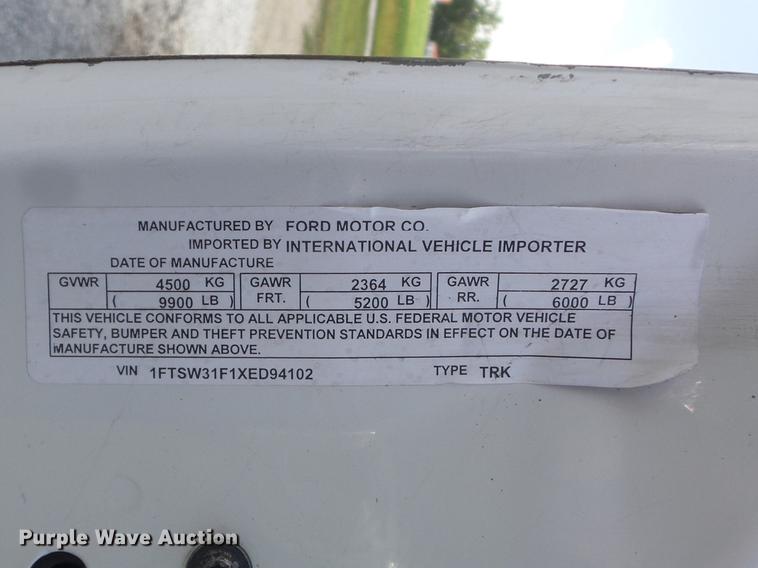 MANUFACTURED BY FORD MOTOR CO.
IMPORTED BY INTERNATIONAL VEHICLE IMPORTER
DATE OF MANUFACTURE
GVWR 4500 KG GAWR 2364 KG GAWR 2727 KG
( 9900 LB ) FRT. ( 5200 LB ) RR. ( 6000 LB )
THIS VEHICLE CONFORMS TO ALL APPLICABLE U.S. FEDERAL MOTOR VEHICLE
SAFETY, BUMPER AND THEFT PREVENTION STANDARDS IN EFFECT ON THE DATE OF
MANUFACTURE SHOWN ABOVE.
VIN 1FTSW31F1XED94102 TYPE TRK
Purple Wave Auction